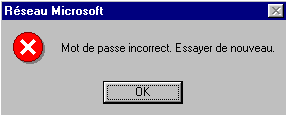 Réseau Microsoft
Mot de passe incorrect. Essayer de nouveau.
OK